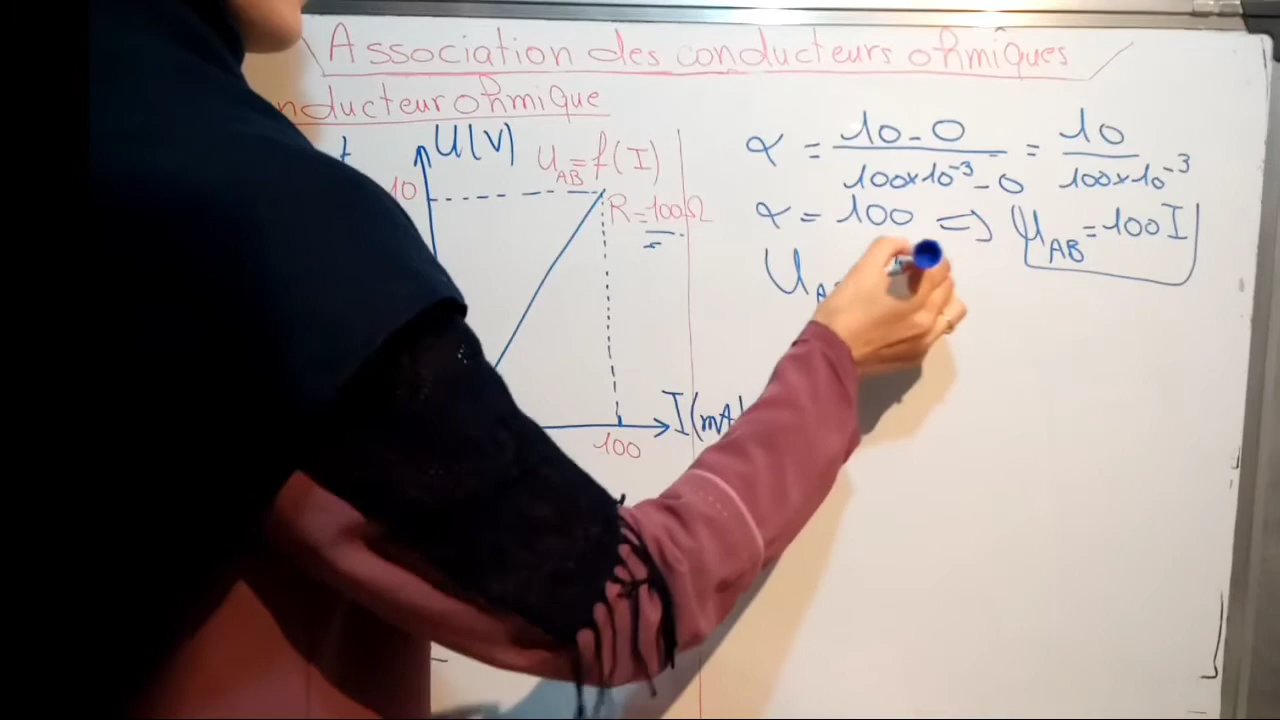 Association des conducteurs ohmiques
nducteur ohmique
U(V)
U_AB = f(I)
10
R = 100Ω
I(mA)
100
α = (10 - 0) / (100×10⁻³ - 0) = 10 / (100×10⁻³)
α = 100 ⇒ U_AB = 100 I
U_A